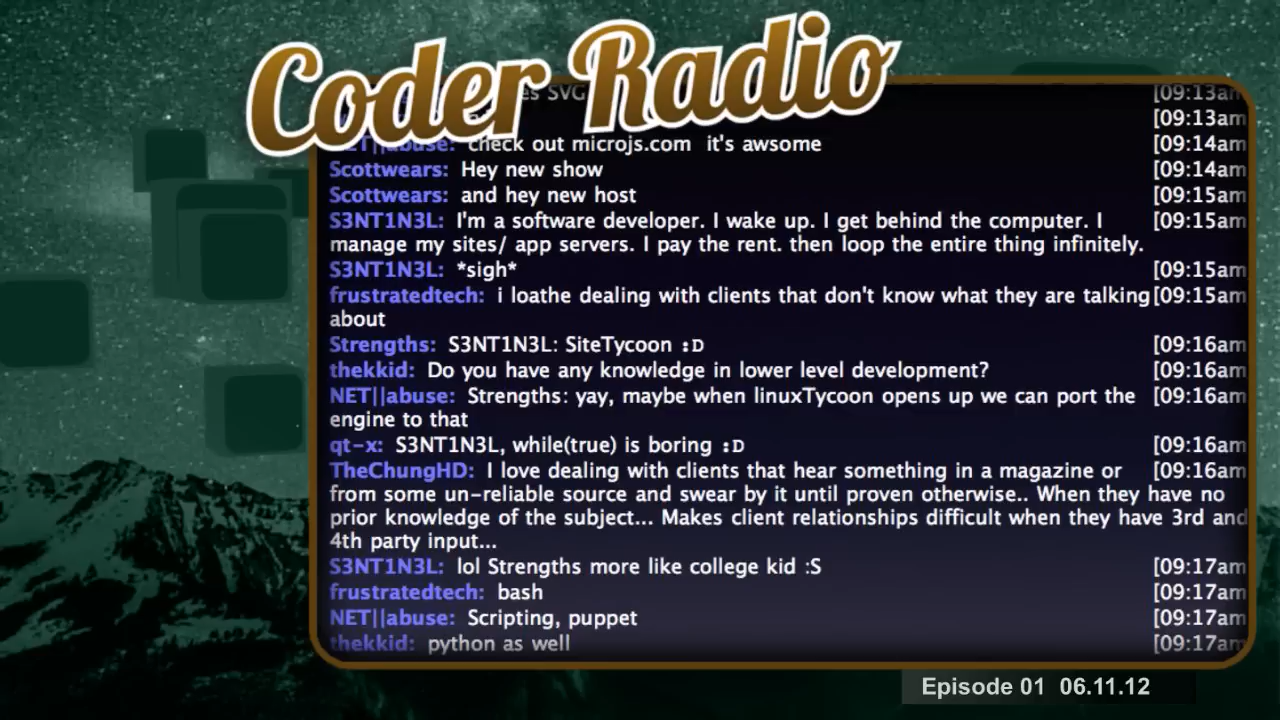 Coder Radio
es SVG [09:13am
[09:13am
NET||abuse: check out microjs.com it's awsome [09:14am
Scottwears: Hey new show [09:14am
Scottwears: and hey new host [09:15am
S3NT1N3L: I'm a software developer. I wake up. I get behind the computer. I [09:15am
manage my sites/ app servers. I pay the rent. then loop the entire thing infinitely.
S3NT1N3L: *sigh* [09:15am
frustratedtech: i loathe dealing with clients that don't know what they are talking [09:15am
about
Strengths: S3NT1N3L: SiteTycoon :D [09:16am
thekkid: Do you have any knowledge in lower level development? [09:16am
NET||abuse: Strengths: yay, maybe when linuxTycoon opens up we can port the [09:16am
engine to that
qt-x: S3NT1N3L, while(true) is boring :D [09:16am
TheChungHD: I love dealing with clients that hear something in a magazine or [09:16am
from some un-reliable source and swear by it until proven otherwise.. When they have no
prior knowledge of the subject... Makes client relationships difficult when they have 3rd and
4th party input...
S3NT1N3L: lol Strengths more like college kid :S [09:17am
frustratedtech: bash [09:17am
NET||abuse: Scripting, puppet [09:17am
thekkid: python as well [09:17am
Episode 01 06.11.12